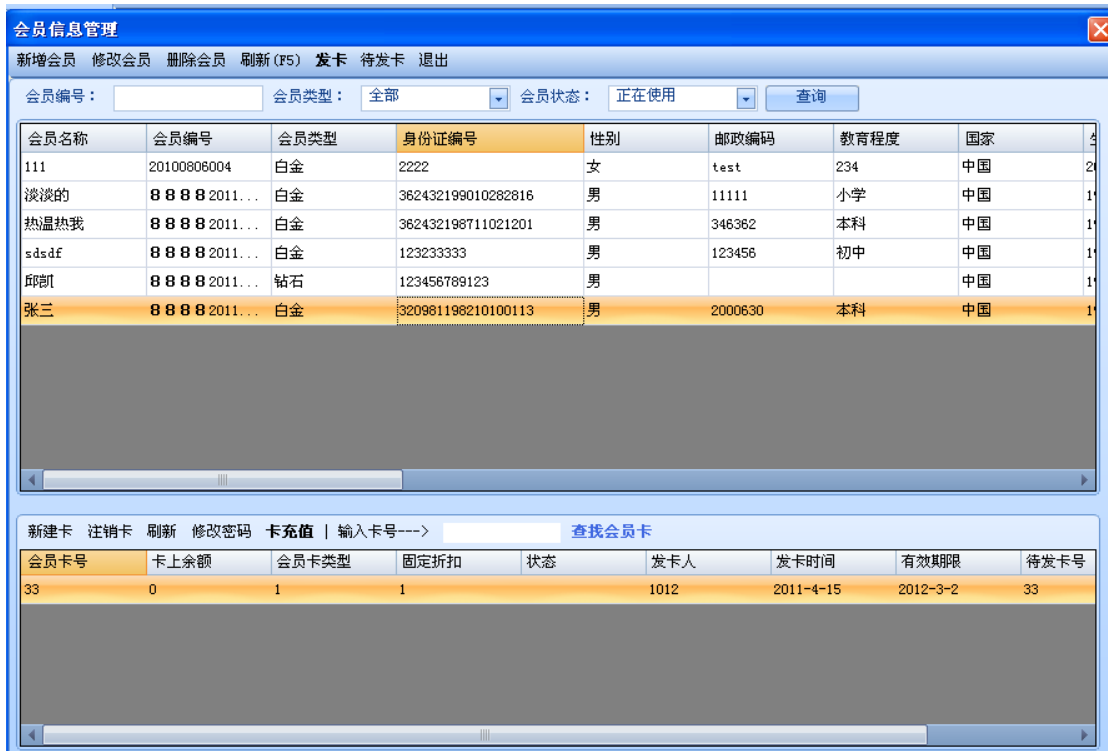 会员信息管理
新增会员 修改会员 删除会员 刷新(F5) 发卡 待发卡 退出
会员编号： 会员类型： 全部 会员状态： 正在使用 查询
会员名称 会员编号 会员类型 身份证编号 性别 邮政编码 教育程度 国家
111 20100806004 白金 2222 女 test 234 中国
淡淡的 ８８８８2011... 白金 362432199010282816 男 11111 小学 中国
热温热我 ８８８８2011... 白金 362432198711021201 男 346362 本科 中国
sdsdf ８８８８2011... 白金 123233333 男 123456 初中 中国
邱凯 ８８８８2011... 钻石 123456789123 男 中国
张三 ８８８８2011... 白金 320981198210100113 男 2000630 本科 中国
新建卡 注销卡 刷新 修改密码 卡充值 | 输入卡号---> 查找会员卡
会员卡号 卡上余额 会员卡类型 固定折扣 状态 发卡人 发卡时间 有效期限 待发卡号
33 0 1 1 1012 2011-4-15 2012-3-2 33